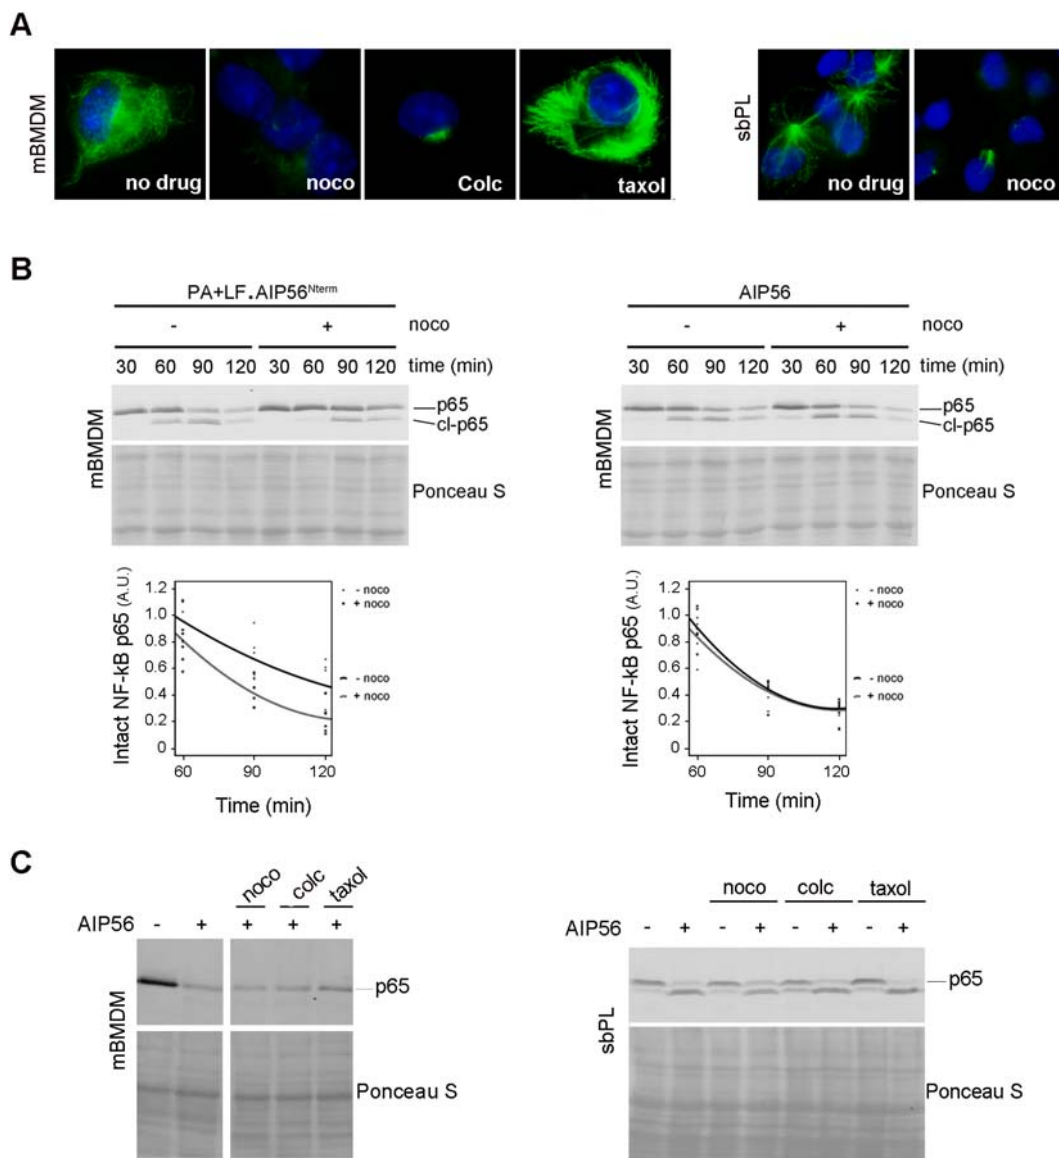 A
mBMDM
no drug
noco
Colc
taxol
sbPL
no drug
noco
B
PA+LF.AIP56Nterm
- + noco
30 60 90 120 30 60 90 120 time (min)
mBMDM
p65
cl-p65
Ponceau S
AIP56
- + noco
30 60 90 120 30 60 90 120 time (min)
mBMDM
p65
cl-p65
Ponceau S
Intact NF-kB p65 (A.U.)
1.2
1.0
0.8
0.6
0.4
0.2
0
60 90 120
Time (min)
- noco
+ noco
- noco
+ noco
Intact NF-kB p65 (A.U.)
1.2
1.0
0.8
0.6
0.4
0.2
0
60 90 120
Time (min)
- noco
+ noco
- noco
+ noco
C
noco colc taxol
AIP56 - + + + +
mBMDM
p65
Ponceau S
noco colc taxol
AIP56 - + - + - + - +
sbPL
p65
Ponceau S